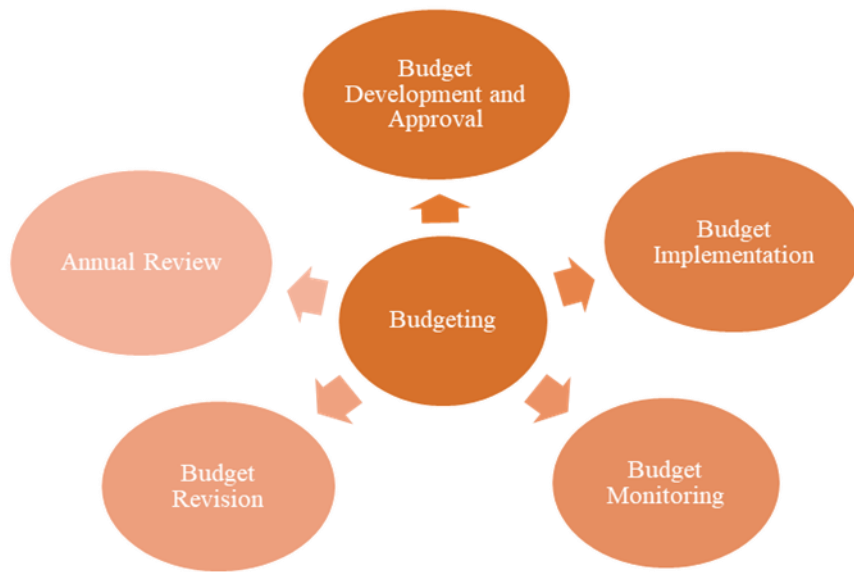 Budget
Development and
Approval
Budget
Implementation
Annual Review
Budgeting
Budget
Monitoring
Budget
Revision